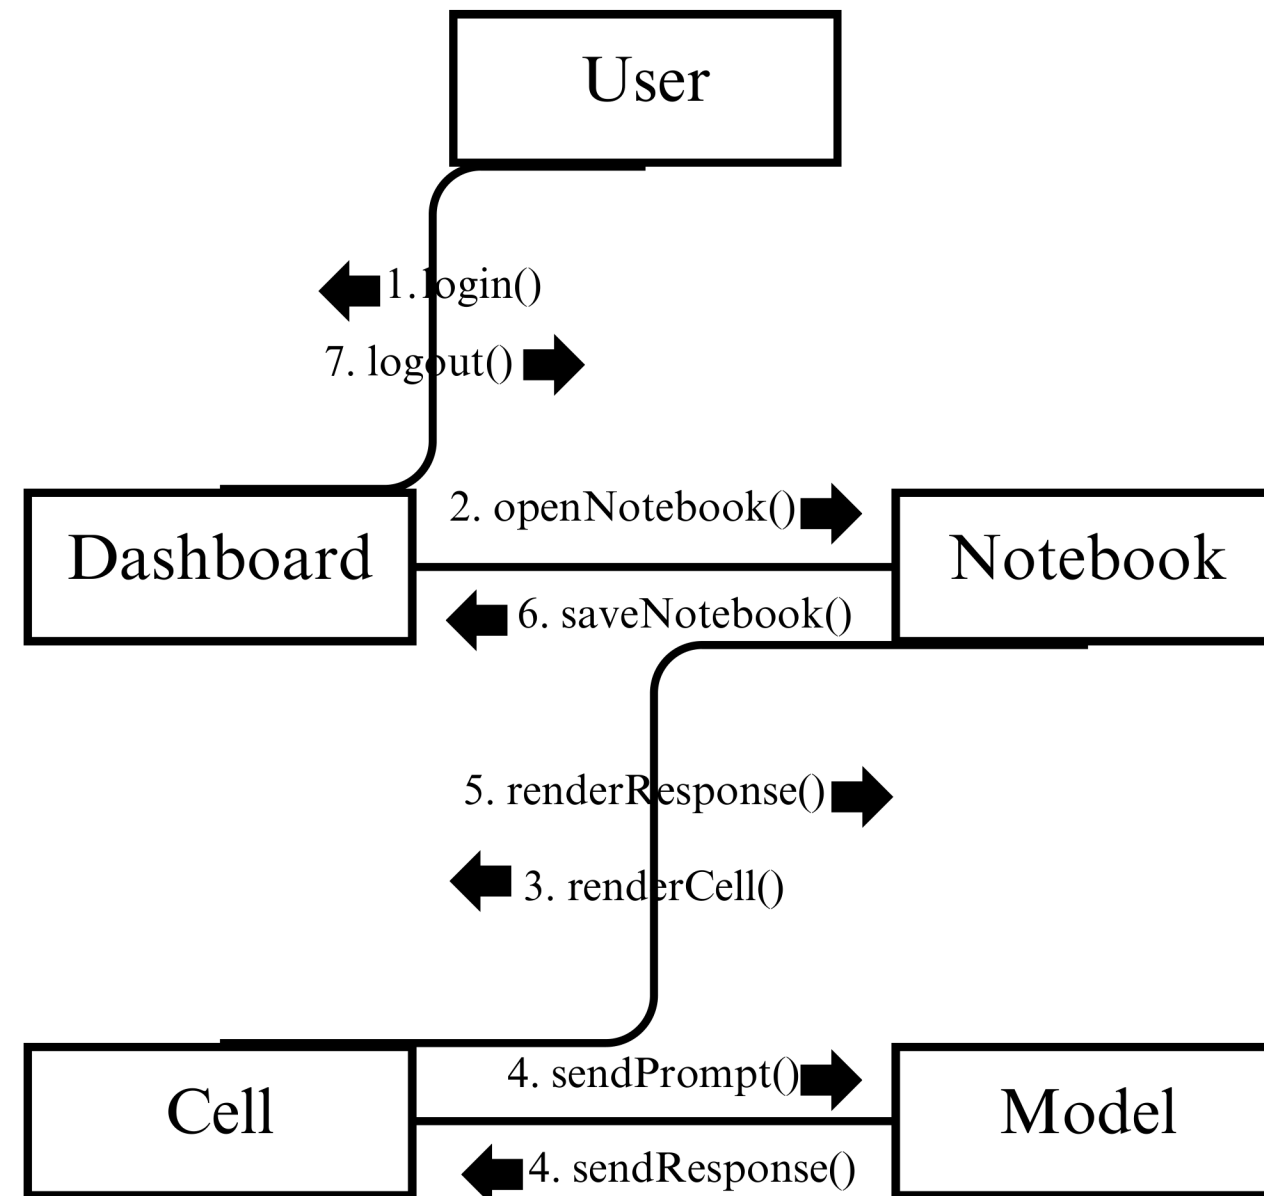 User
1.login()
7. logout()
2. openNotebook()
Dashboard
Notebook
6. saveNotebook()
5. renderResponse()
3. renderCell()
4. sendPrompt()
Cell
Model
4. sendResponse()